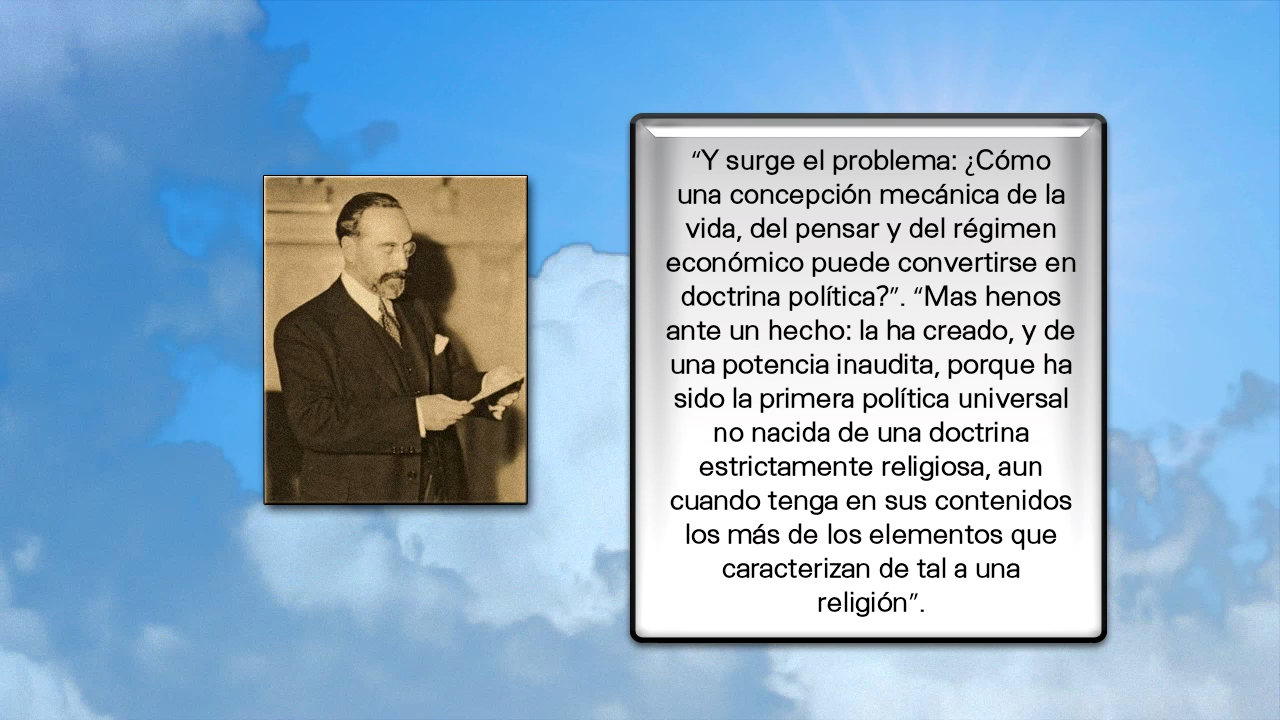 “Y surge el problema: ¿Cómo
una concepción mecánica de la
vida, del pensar y del régimen
económico puede convertirse en
doctrina política?”. “Mas henos
ante un hecho: la ha creado, y de
una potencia inaudita, porque ha
sido la primera política universal
no nacida de una doctrina
estrictamente religiosa, aun
cuando tenga en sus contenidos
los más de los elementos que
caracterizan de tal a una
religión”.